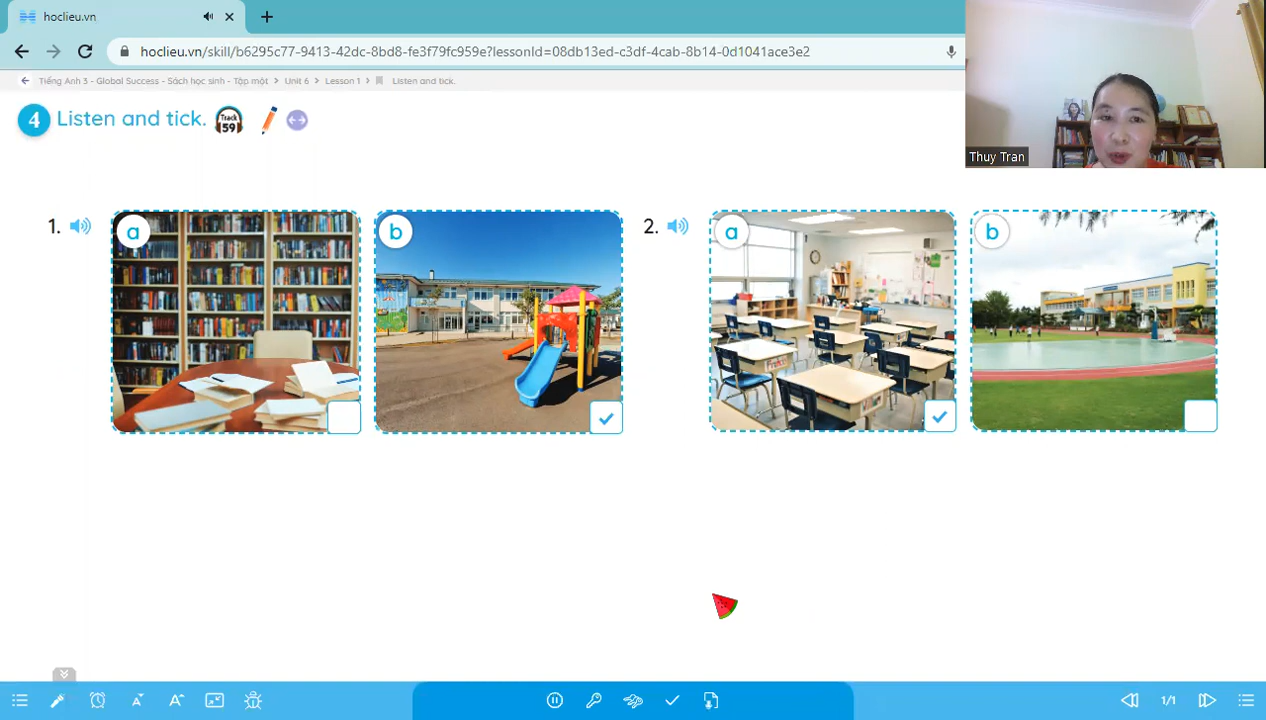 hoclieu.vn
hoclieu.vn/skill/b6295c77-9413-42dc-8bd8-fe3f79fc959e?lessonId=08db13ed-c3df-4cab-8b14-0d1041ace3e2
Tiếng Anh 3 - Global Success - Sách học sinh - Tập một > Unit 6 > Lesson 1 > Listen and tick.
4 Listen and tick. Track 59
Thuy Tran
1. a b 2. a b
A A 1/1